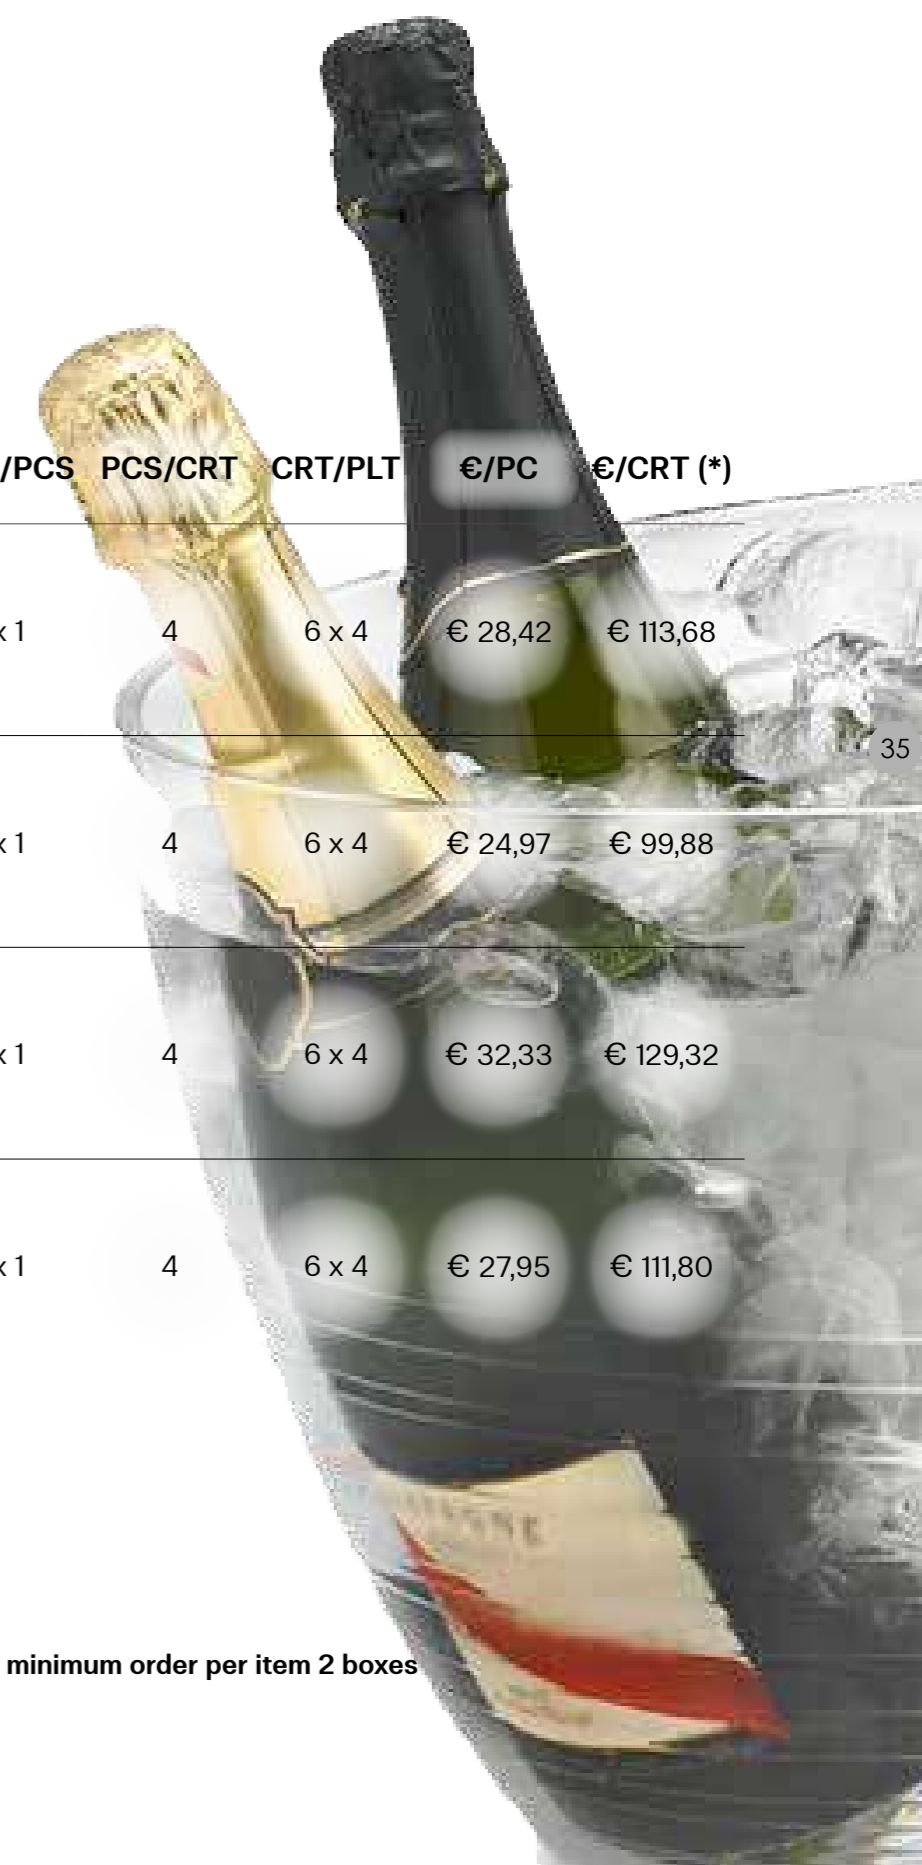 /PCS PCS/CRT CRT/PLT €/PC €/CRT (*)
x 1 4 6 x 4 € 28,42 € 113,68
35
x 1 4 6 x 4 € 24,97 € 99,88
x 1 4 6 x 4 € 32,33 € 129,32
x 1 4 6 x 4 € 27,95 € 111,80
minimum order per item 2 boxes